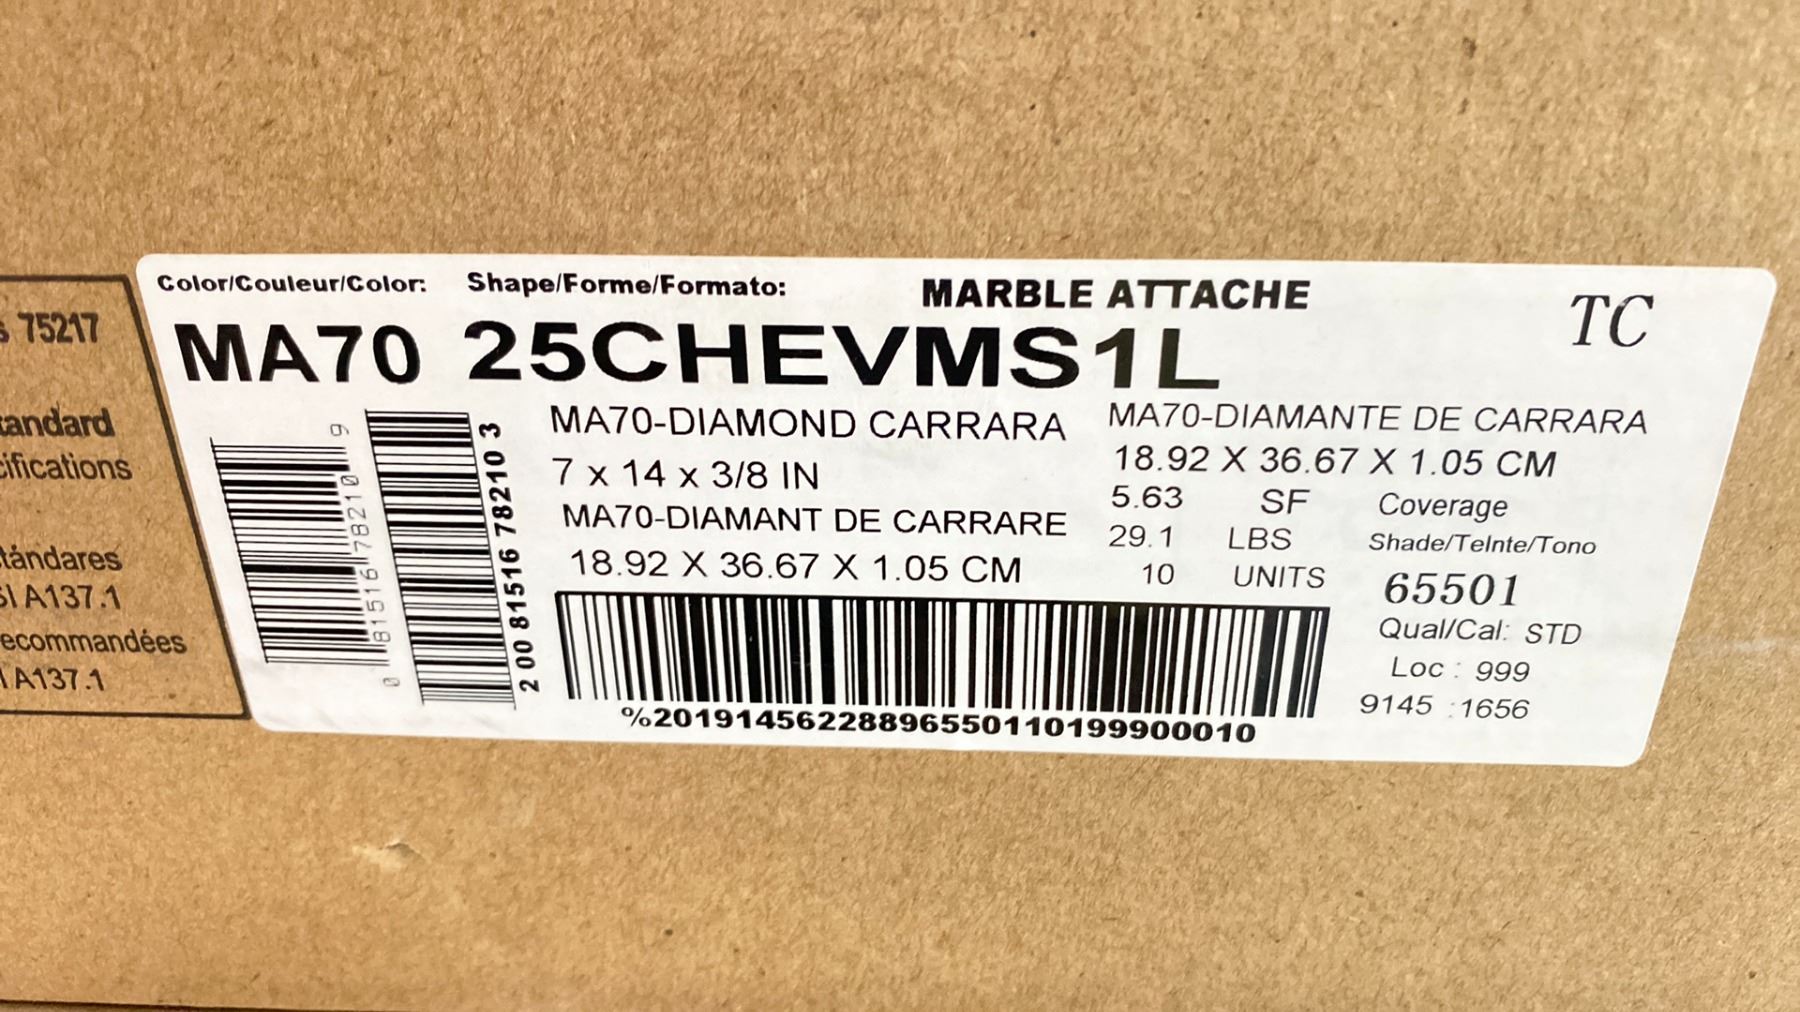 75217
tandard
cifications
tándares
SI A137.1
ecommandées
A137.1
Color/Couleur/Color: Shape/Forme/Formato: MARBLE ATTACHE
TC
MA70 25CHEVMS1L
0 81516 78210 9
2 00 81516 78210 3
MA70-DIAMOND CARRARA
7 x 14 x 3/8 IN
MA70-DIAMANT DE CARRARE
18.92 X 36.67 X 1.05 CM
MA70-DIAMANTE DE CARRARA
18.92 X 36.67 X 1.05 CM
5.63 SF Coverage
29.1 LBS Shade/TeInte/Tono
10 UNITS 65501
Qual/Cal: STD
Loc : 999
9145 :1656
%20191456228896550110199900010